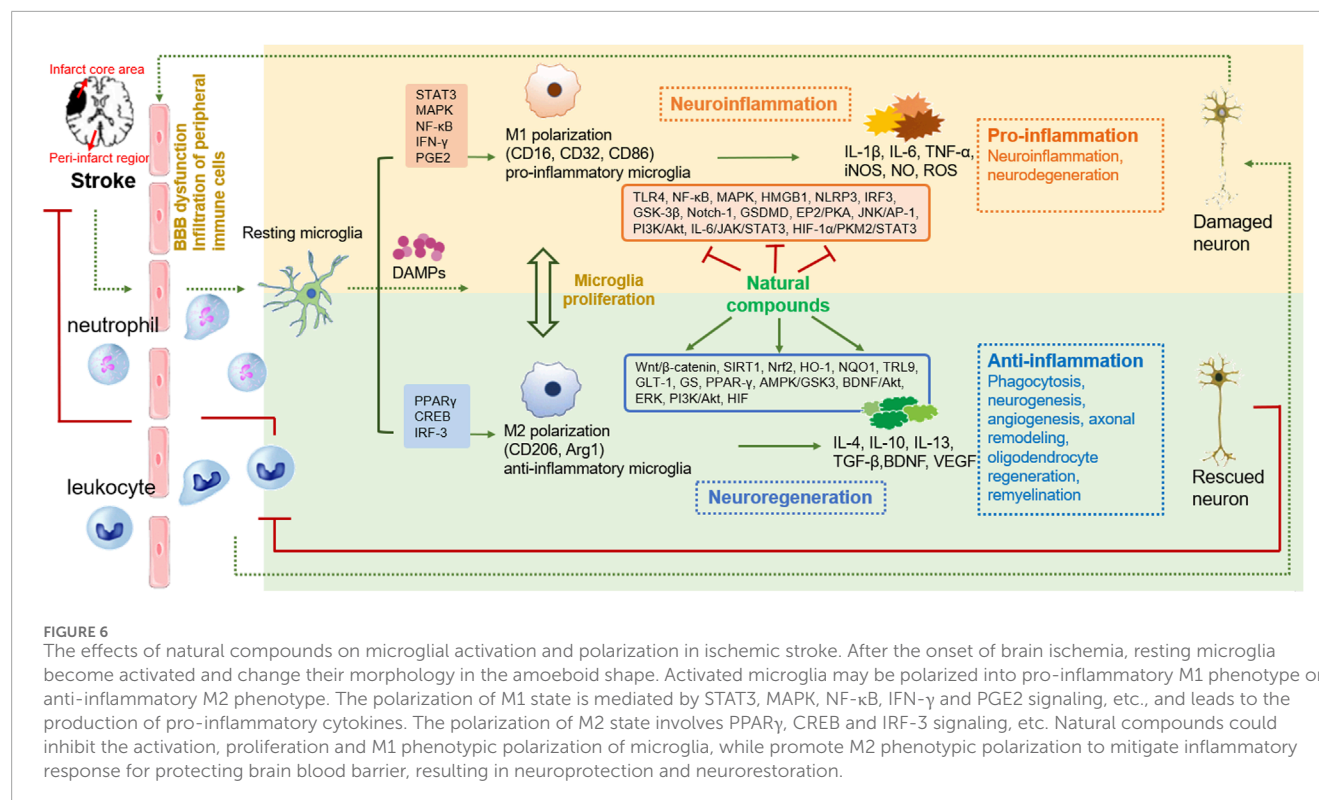 Infarct core area
Peri-infarct region
Stroke
BBB dysfunction
Infiltration of peripheral
immune cells
neutrophil
leukocyte
Resting microglia
STAT3
MAPK
NF-κB
IFN-γ
PGE2
M1 polarization
(CD16, CD32, CD86)
pro-inflammatory microglia
DAMPs
Microglia
proliferation
PPARγ
CREB
IRF-3
M2 polarization
(CD206, Arg1)
anti-inflammatory microglia
Neuroinflammation
IL-1β, IL-6, TNF-α,
iNOS, NO, ROS
TLR4, NF-κB, MAPK, HMGB1, NLRP3, IRF3,
GSK-3β, Notch-1, GSDMD, EP2/PKA, JNK/AP-1,
PI3K/Akt, IL-6/JAK/STAT3, HIF-1α/PKM2/STAT3
Natural
compounds
Wnt/β-catenin, SIRT1, Nrf2, HO-1, NQO1, TRL9,
GLT-1, GS, PPAR-γ, AMPK/GSK3, BDNF/Akt,
ERK, PI3K/Akt, HIF
IL-4, IL-10, IL-13,
TGF-β,BDNF, VEGF
Neuroregeneration
Pro-inflammation
Neuroinflammation,
neurodegeneration
Anti-inflammation
Phagocytosis,
neurogenesis,
angiogenesis, axonal
remodeling,
oligodendrocyte
regeneration,
remyelination
Damaged
neuron
Rescued
neuron
FIGURE 6
The effects of natural compounds on microglial activation and polarization in ischemic stroke. After the onset of brain ischemia, resting microglia
become activated and change their morphology in the amoeboid shape. Activated microglia may be polarized into pro-inflammatory M1 phenotype or
anti-inflammatory M2 phenotype. The polarization of M1 state is mediated by STAT3, MAPK, NF-κB, IFN-γ and PGE2 signaling, etc., and leads to the
production of pro-inflammatory cytokines. The polarization of M2 state involves PPARγ, CREB and IRF-3 signaling, etc. Natural compounds could
inhibit the activation, proliferation and M1 phenotypic polarization of microglia, while promote M2 phenotypic polarization to mitigate inflammatory
response for protecting brain blood barrier, resulting in neuroprotection and neurorestoration.